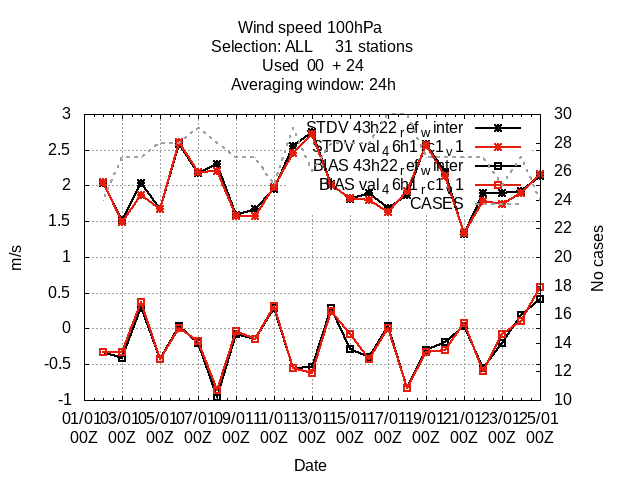 Wind speed 100hPa
Selection: ALL 31 stations
Used 00 + 24
Averaging window: 24h
3
2.5
2
1.5
1
0.5
0
-0.5
-1
30
28
26
24
22
20
18
16
14
12
10
m/s
No cases
STDV 43h22_ref_winter
STDV val_46h1_rc1_v1
BIAS 43h22_ref_winter
BIAS val_46h1_rc1_v1
CASES
01/01 03/01 05/01 07/01 09/01 11/01 13/01 15/01 17/01 19/01 21/01 23/01 25/01
00Z 00Z 00Z 00Z 00Z 00Z 00Z 00Z 00Z 00Z 00Z 00Z 00Z
Date